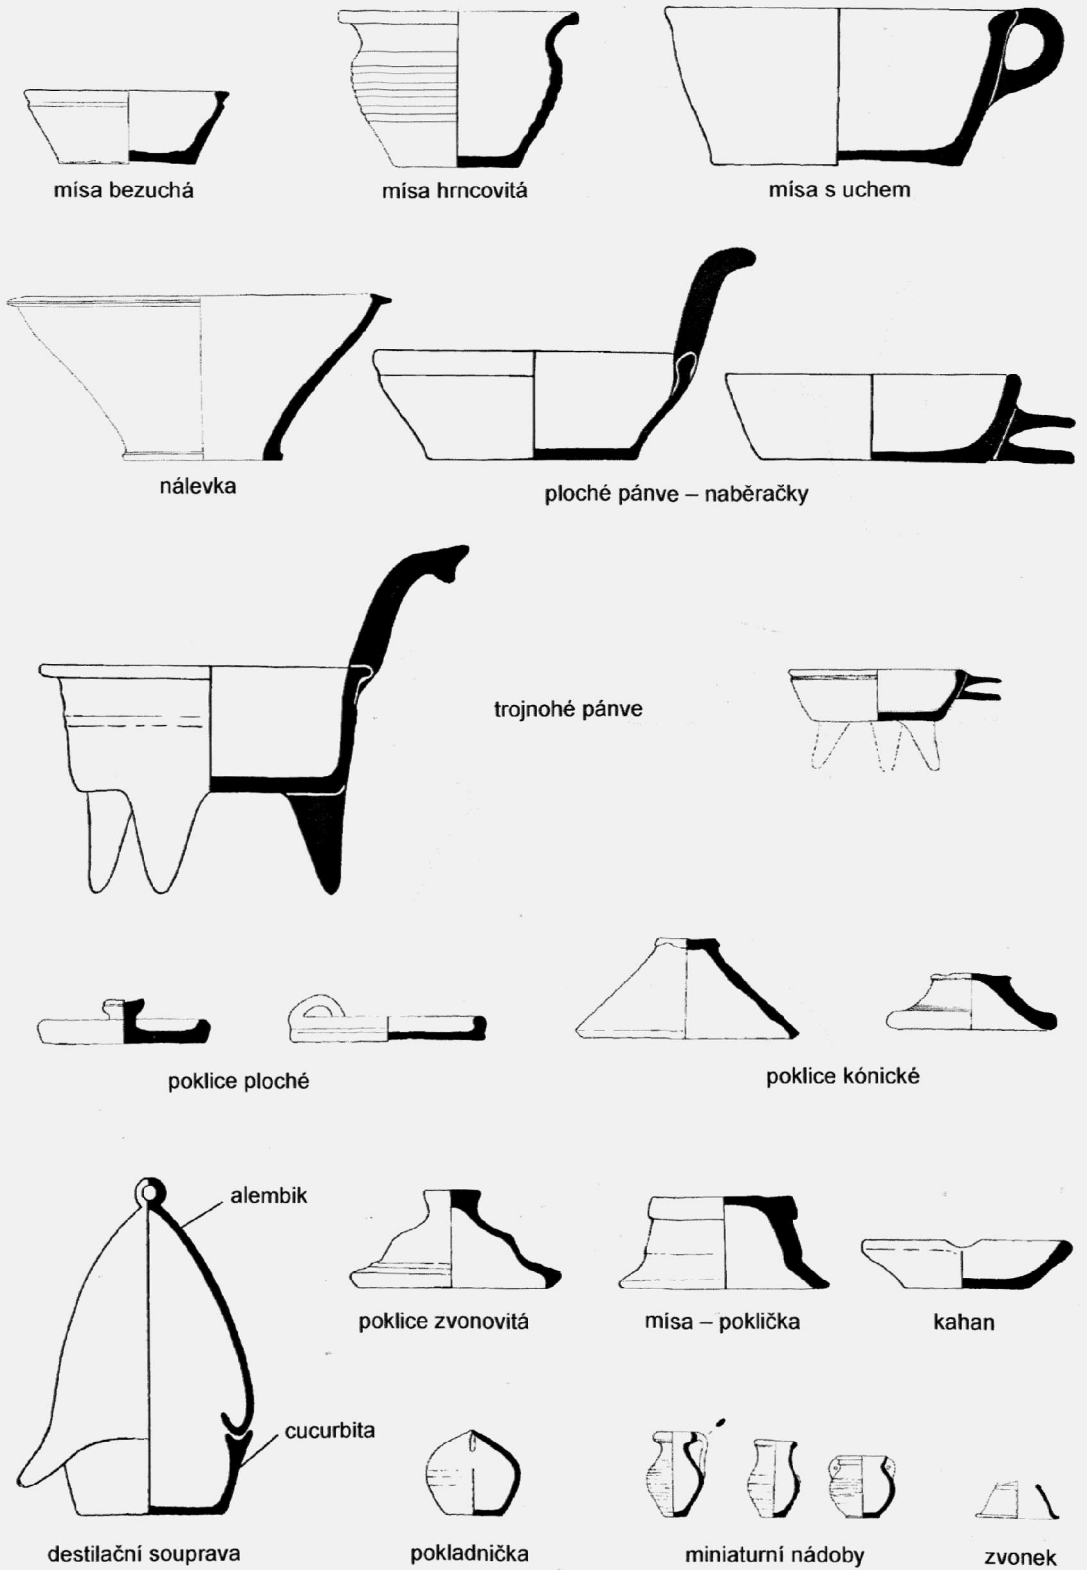 mísa bezuchá
mísa hrncovitá
mísa s uchem
nálevka
ploché pánve – naběračky
trojnohé pánve
poklice ploché
poklice kónické
alembik
poklice zvonovitá
mísa – poklička
kahan
cucurbita
destilační souprava
pokladnička
miniaturní nádoby
zvonek